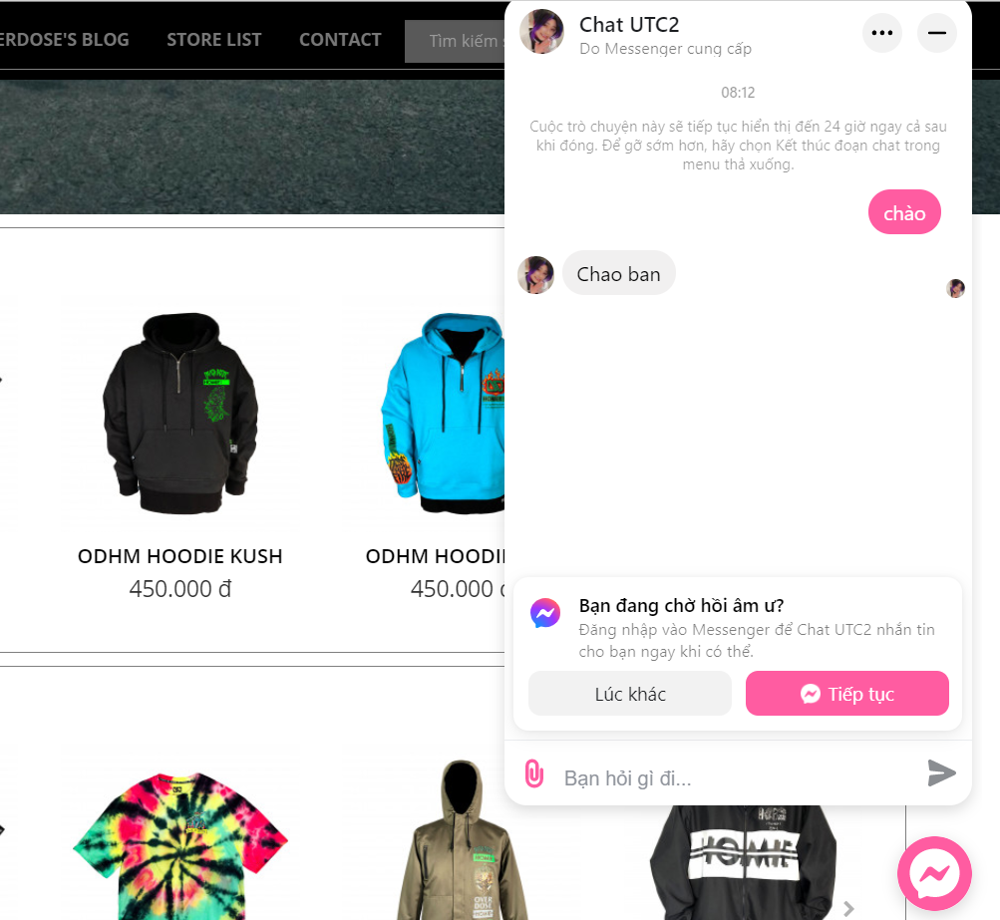 ERDOSE'S BLOG
STORE LIST
CONTACT
Tìm kiếm
Chat UTC2
Do Messenger cung cấp
08:12
Cuộc trò chuyện này sẽ tiếp tục hiển thị đến 24 giờ ngay cả sau
khi đóng. Để gỡ sớm hơn, hãy chọn Kết thúc đoạn chat trong
menu thả xuống.
chào
Chao ban
ODHM HOODIE KUSH
450.000 đ
ODHM HOODI
450.000
Bạn đang chờ hồi âm ư?
Đăng nhập vào Messenger để Chat UTC2 nhắn tin
cho bạn ngay khi có thể.
Lúc khác
Tiếp tục
Bạn hỏi gì đi...
HOMIE
OVER
DOSE
HOMIE